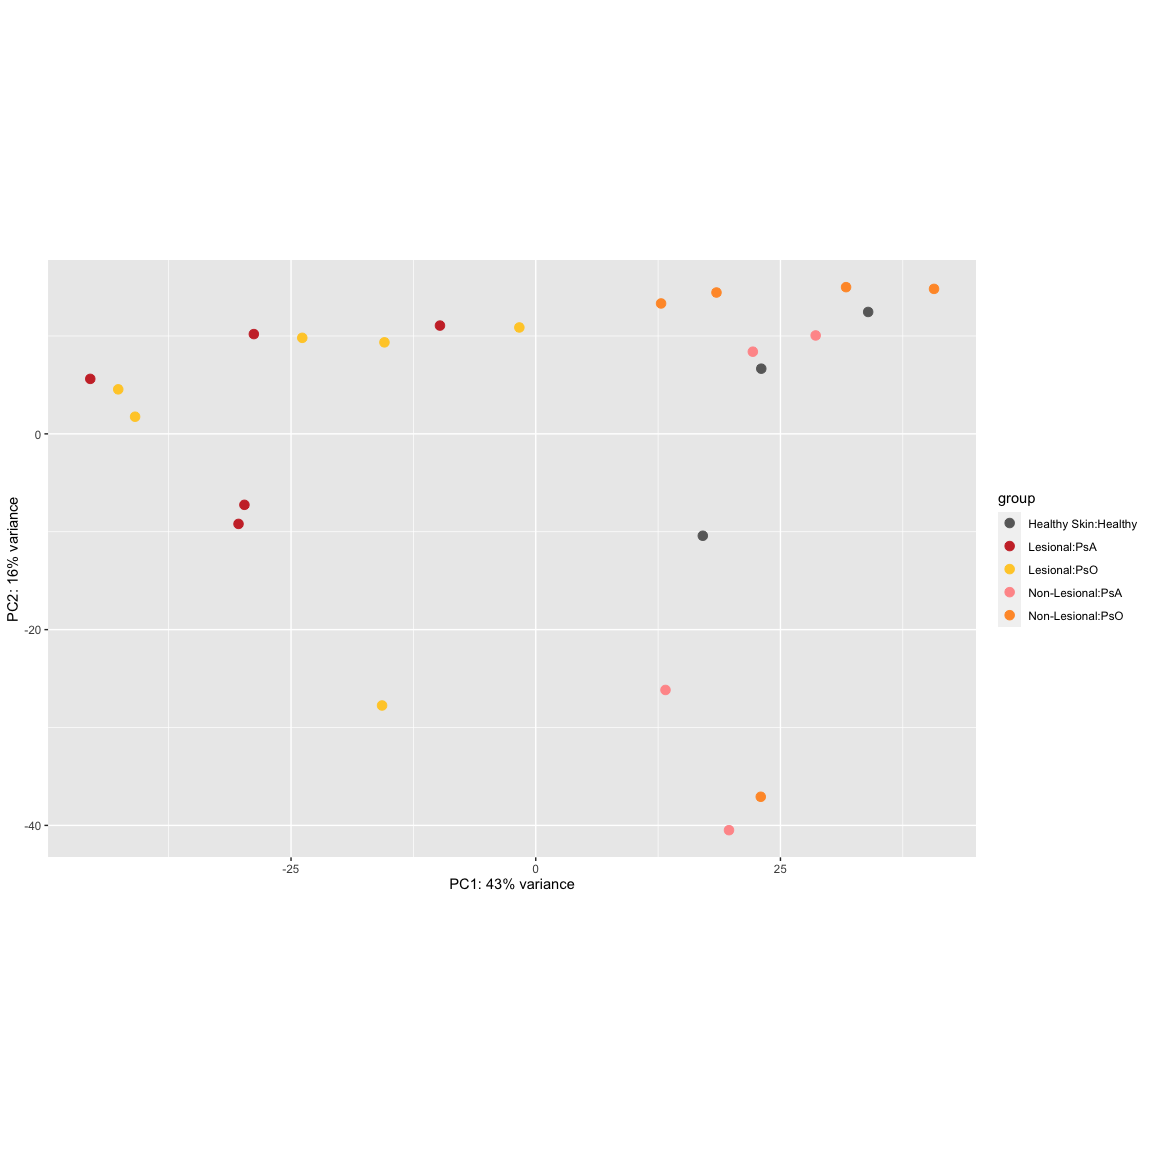 0
-20
-40
-25
0
25
PC1: 43% variance
PC2: 16% variance
group
Healthy Skin:Healthy
Lesional:PsA
Lesional:PsO
Non-Lesional:PsA
Non-Lesional:PsO